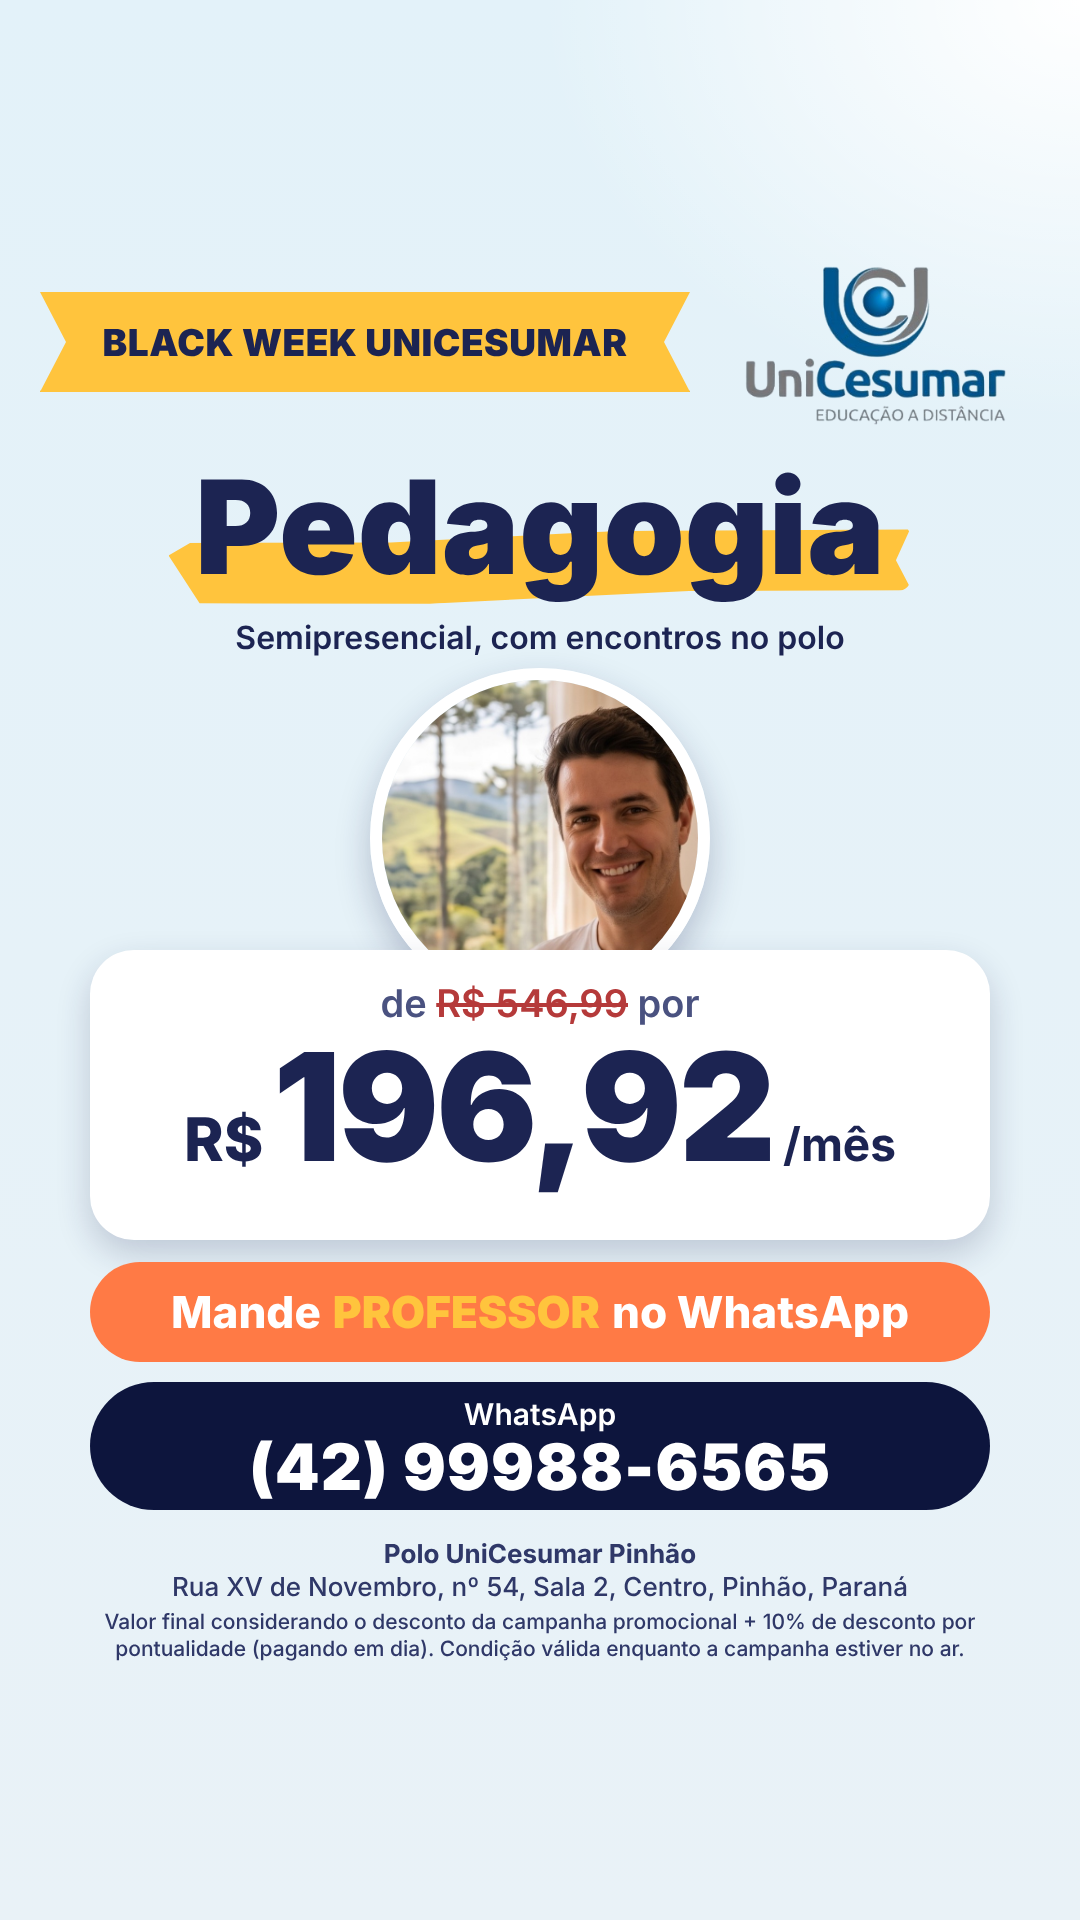 BLACK WEEK UNICESUMAR
UniCesumar
EDUCAÇÃO A DISTÂNCIA
Pedagogia
Semipresencial, com encontros no polo
de R$ 546,99 por
R$ 196,92 /mês
Mande PROFESSOR no WhatsApp
WhatsApp
(42) 99988-6565
Polo UniCesumar Pinhão
Rua XV de Novembro, nº 54, Sala 2, Centro, Pinhão, Paraná
Valor final considerando o desconto da campanha promocional + 10% de desconto por
pontualidade (pagando em dia). Condição válida enquanto a campanha estiver no ar.